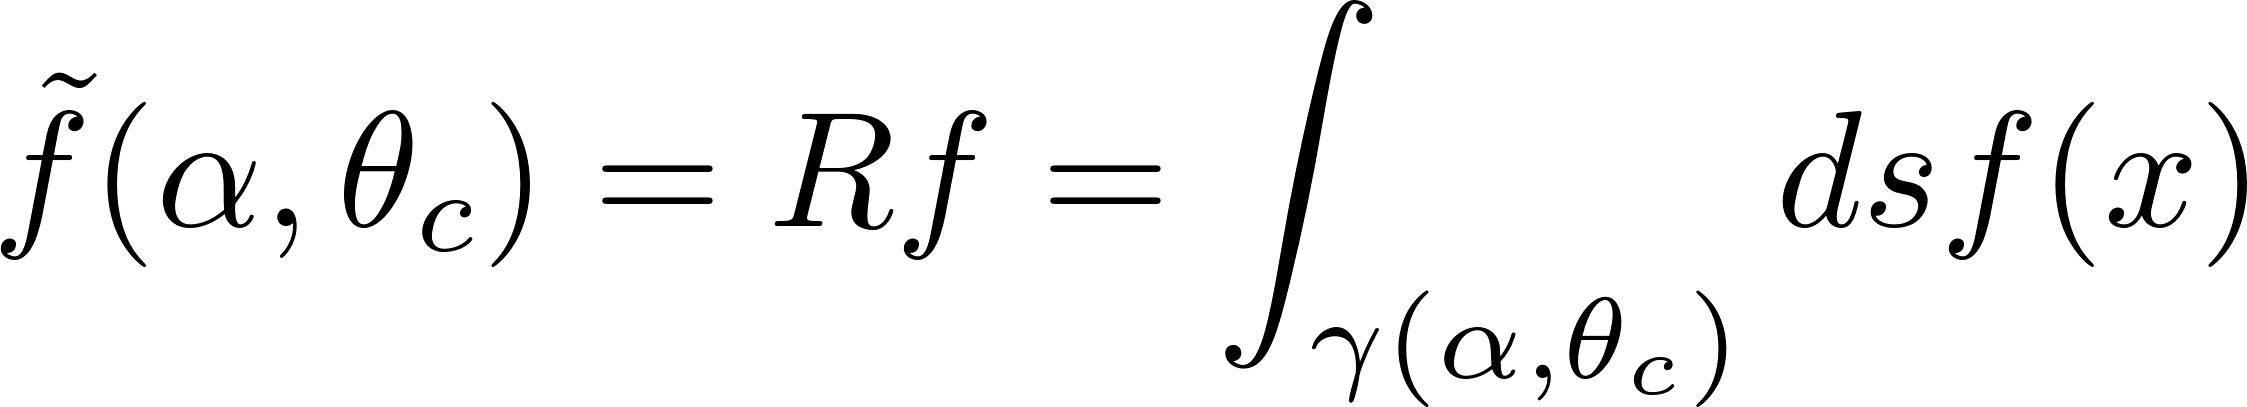 \tilde{f}(\alpha, \theta_c) = Rf = \int_{\gamma(\alpha,\theta_c)} ds f(x)